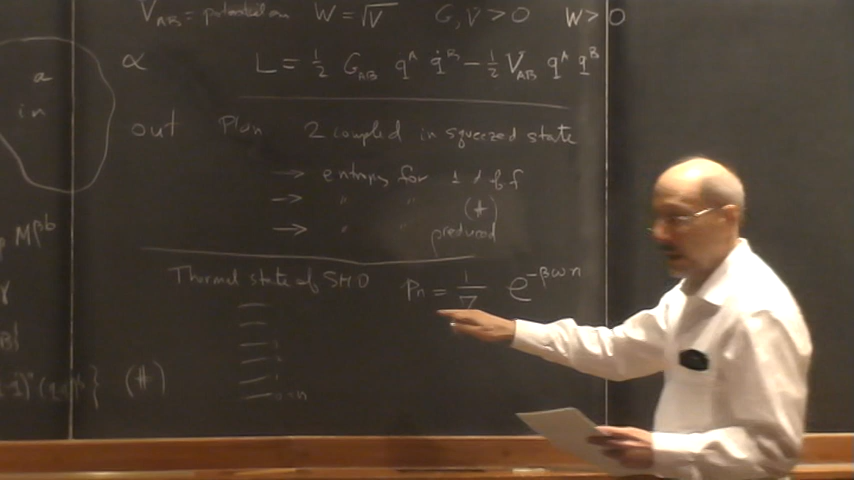 V_AB = potential W = √V G, V > 0 W > 0
α L = 1/2 G_AB q̇^A q̇^B − 1/2 V_AB q^A q^B
a
in
out Plan 2 coupled in squeezed state
→ entropy for 1 d of f
→ " " (#)
→ " " produced
Thermal state of SHO P_n = 1/Z e^{-βωn}
(#)